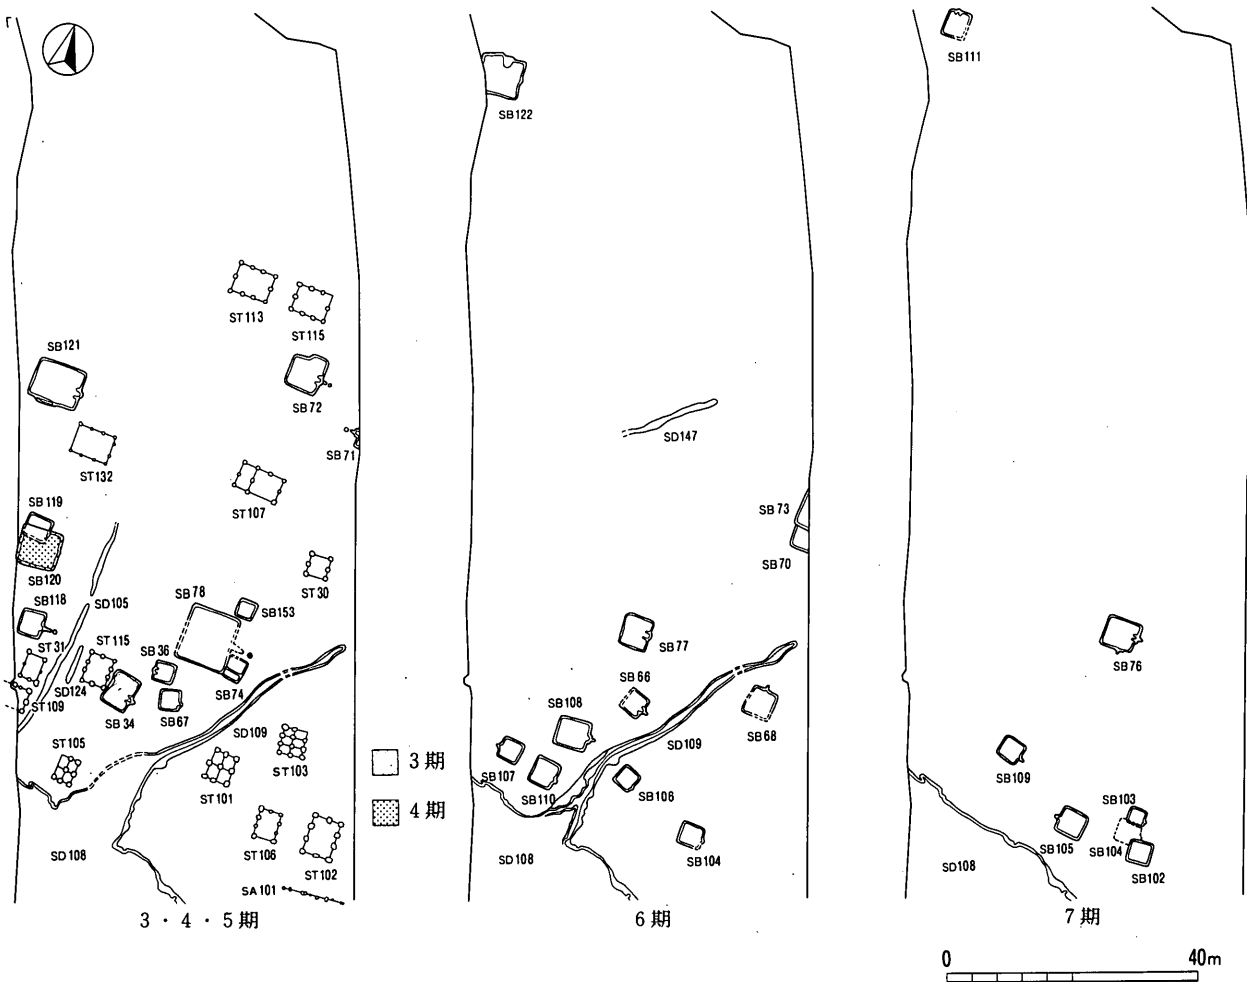 SB121
ST113
ST115
SB72
SB71
ST132
ST107
SB119
SB120
ST30
SB118
SD105
SB78
SB153
ST31
ST115
SB36
SD124
ST109
SB34
SB67
SB74
SD109
ST105
ST103
ST101
ST106
ST102
SD108
SA101
3期
4期
3・4・5期
SB122
SD147
SB73
SB70
SB77
SB66
SB108
SB68
SD109
SB107
SB110
SB106
SB104
SD108
6期
SB111
SB76
SB109
SB103
SB105
SB104
SB102
SD108
7期
0 40m